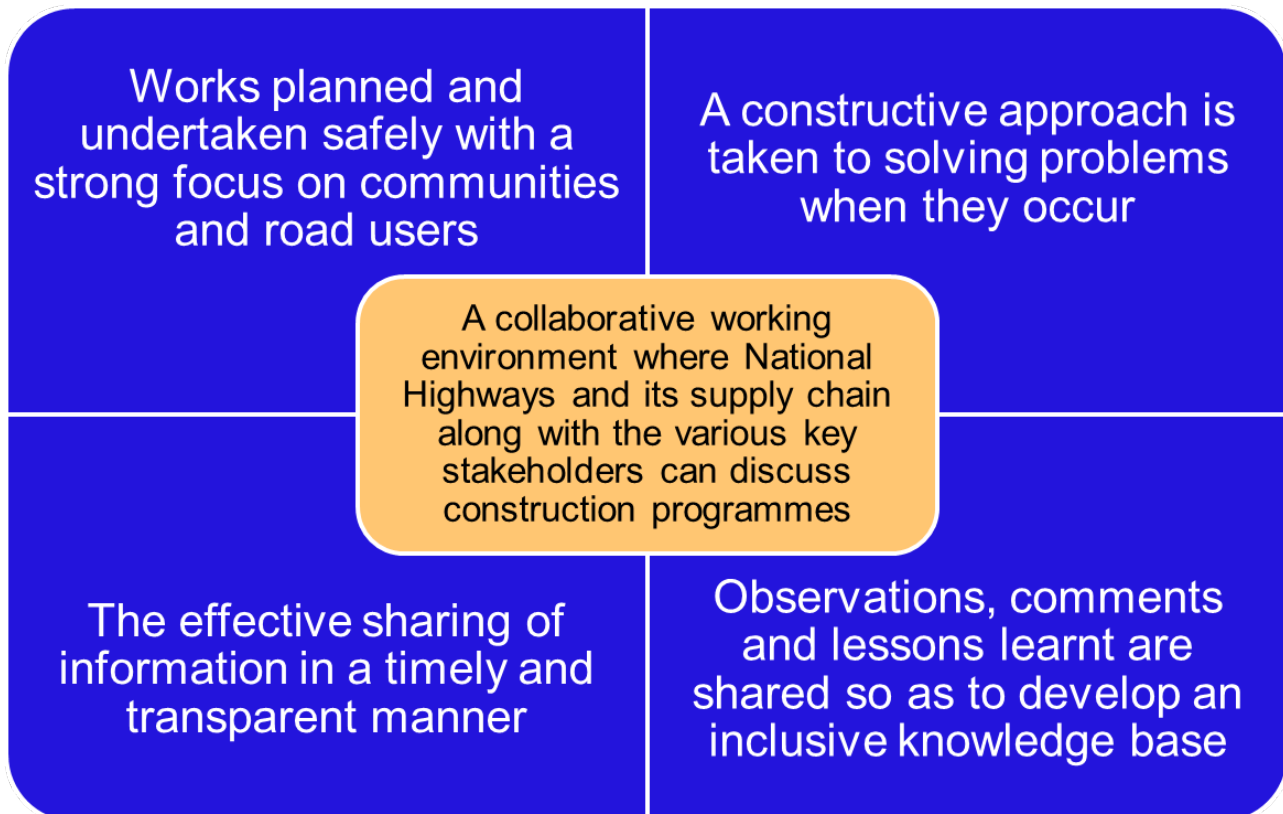 Works planned and
undertaken safely with a
strong focus on communities
and road users
A constructive approach is
taken to solving problems
when they occur
A collaborative working
environment where National
Highways and its supply chain
along with the various key
stakeholders can discuss
construction programmes
The effective sharing of
information in a timely and
transparent manner
Observations, comments
and lessons learnt are
shared so as to develop an
inclusive knowledge base